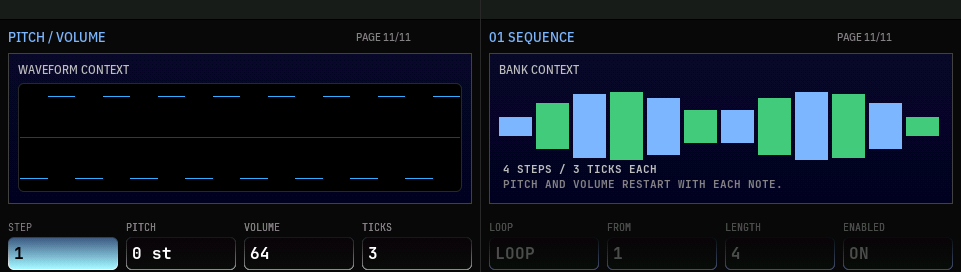 PITCH / VOLUME
PAGE 11/11
WAVEFORM CONTEXT
STEP
PITCH
VOLUME
TICKS
1
0 st
64
3
01 SEQUENCE
PAGE 11/11
BANK CONTEXT
4 STEPS / 3 TICKS EACH
PITCH AND VOLUME RESTART WITH EACH NOTE.
LOOP
FROM
LENGTH
ENABLED
LOOP
1
4
ON